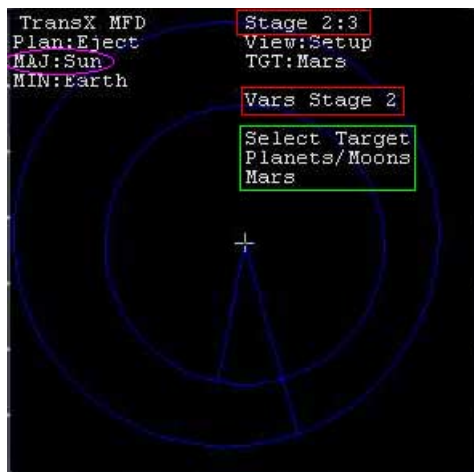 TransX MFD
Plan:Eject
MAJ:Sun
MIN:Earth
Stage 2:3
View:Setup
TGT:Mars
Vars Stage 2
Select Target
Planets/Moons
Mars